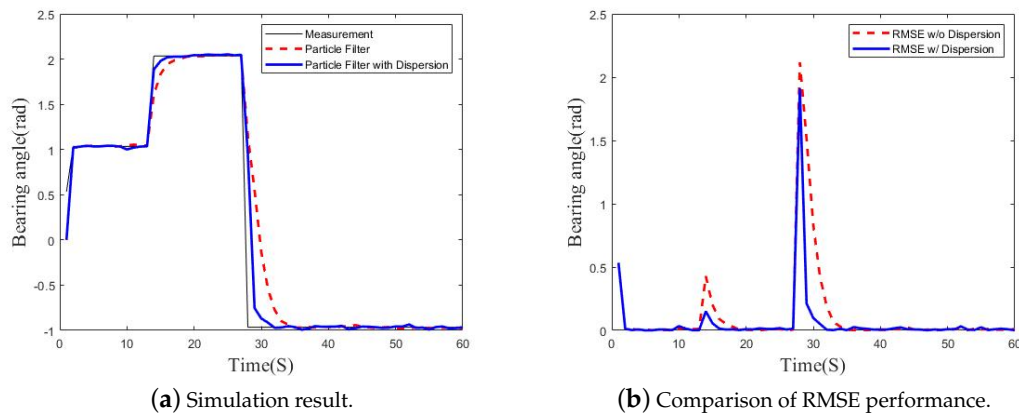 2.5
2
1.5
1
0.5
0
-0.5
-1
0 10 20 30 40 50 60
Bearing angle(rad)
Time(S)
Measurement
Particle Filter
Particle Filter with Dispersion
(a) Simulation result.
2.5
2
1.5
1
0.5
0
0 10 20 30 40 50 60
Bearing angle(rad)
Time(S)
RMSE w/o Dispersion
RMSE w/ Dispersion
(b) Comparison of RMSE performance.